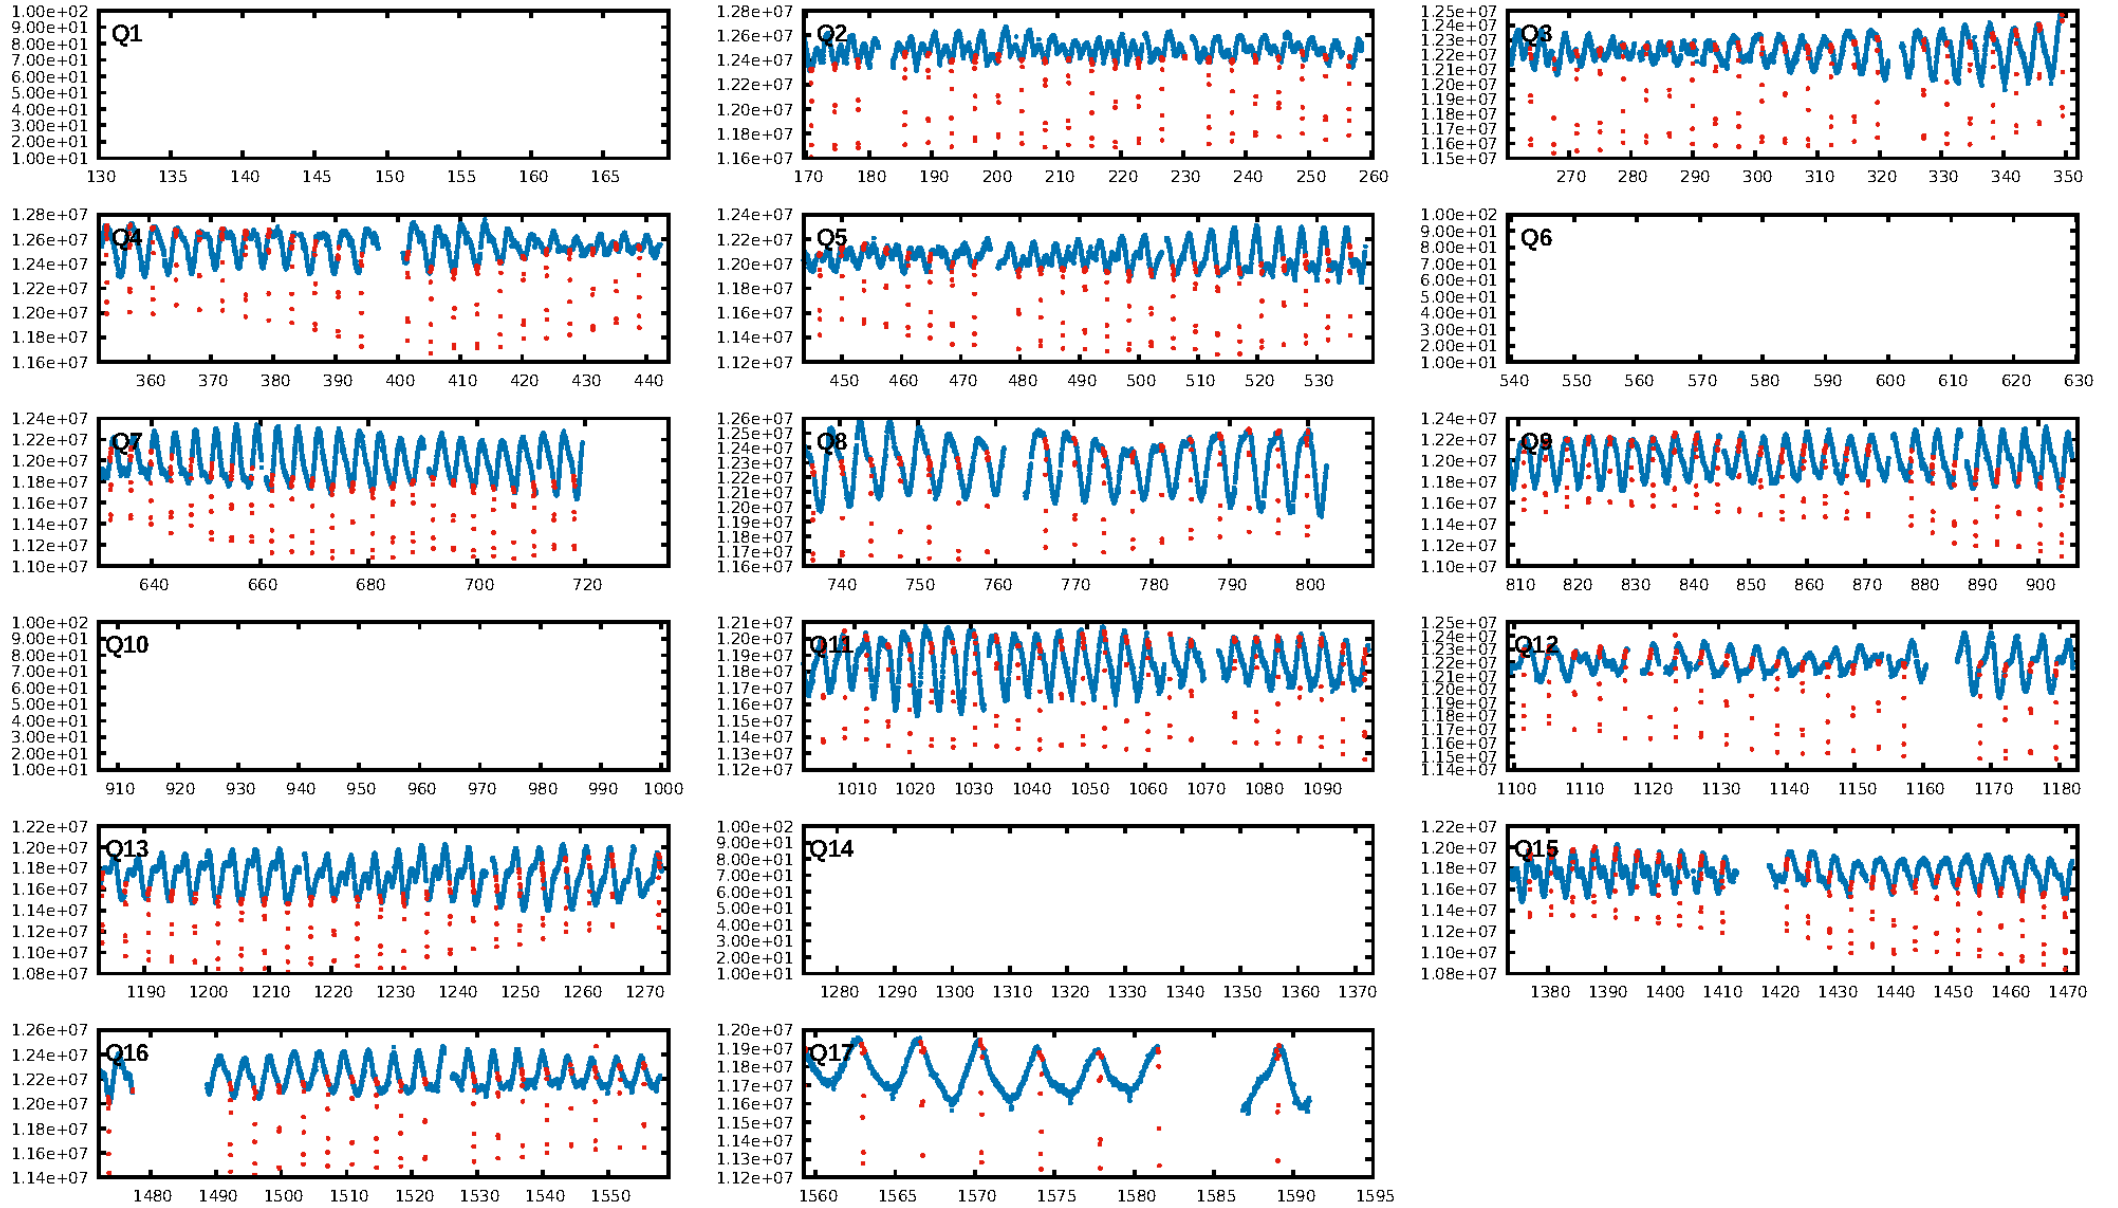 Q1
1.00e+02
9.00e+01
8.00e+01
7.00e+01
6.00e+01
5.00e+01
4.00e+01
3.00e+01
2.00e+01
1.00e+01
130 135 140 145 150 155 160 165
Q2
1.28e+07
1.26e+07
1.24e+07
1.22e+07
1.20e+07
1.18e+07
1.16e+07
170 180 190 200 210 220 230 240 250 260
Q3
1.25e+07
1.24e+07
1.23e+07
1.22e+07
1.21e+07
1.20e+07
1.19e+07
1.18e+07
1.17e+07
1.16e+07
1.15e+07
270 280 290 300 310 320 330 340 350
Q4
1.28e+07
1.26e+07
1.24e+07
1.22e+07
1.20e+07
1.18e+07
1.16e+07
360 370 380 390 400 410 420 430 440
Q5
1.24e+07
1.22e+07
1.20e+07
1.18e+07
1.16e+07
1.14e+07
1.12e+07
450 460 470 480 490 500 510 520 530
Q6
1.00e+02
9.00e+01
8.00e+01
7.00e+01
6.00e+01
5.00e+01
4.00e+01
3.00e+01
2.00e+01
1.00e+01
540 550 560 570 580 590 600 610 620 630
Q7
1.24e+07
1.22e+07
1.20e+07
1.18e+07
1.16e+07
1.14e+07
1.12e+07
1.10e+07
640 660 680 700 720
Q8
1.26e+07
1.25e+07
1.24e+07
1.23e+07
1.22e+07
1.21e+07
1.20e+07
1.19e+07
1.18e+07
1.17e+07
1.16e+07
740 750 760 770 780 790 800
Q9
1.24e+07
1.22e+07
1.20e+07
1.18e+07
1.16e+07
1.14e+07
1.12e+07
1.10e+07
810 820 830 840 850 860 870 880 890 900
Q10
1.00e+02
9.00e+01
8.00e+01
7.00e+01
6.00e+01
5.00e+01
4.00e+01
3.00e+01
2.00e+01
1.00e+01
910 920 930 940 950 960 970 980 990 1000
Q11
1.21e+07
1.20e+07
1.19e+07
1.18e+07
1.17e+07
1.16e+07
1.15e+07
1.14e+07
1.13e+07
1.12e+07
1010 1020 1030 1040 1050 1060 1070 1080 1090
Q12
1.25e+07
1.24e+07
1.23e+07
1.22e+07
1.21e+07
1.20e+07
1.19e+07
1.18e+07
1.17e+07
1.16e+07
1.15e+07
1.14e+07
1100 1110 1120 1130 1140 1150 1160 1170 1180
Q13
1.22e+07
1.20e+07
1.18e+07
1.16e+07
1.14e+07
1.12e+07
1.10e+07
1.08e+07
1190 1200 1210 1220 1230 1240 1250 1260 1270
Q14
1.00e+02
9.00e+01
8.00e+01
7.00e+01
6.00e+01
5.00e+01
4.00e+01
3.00e+01
2.00e+01
1.00e+01
1280 1290 1300 1310 1320 1330 1340 1350 1360 1370
Q15
1.22e+07
1.20e+07
1.18e+07
1.16e+07
1.14e+07
1.12e+07
1.10e+07
1.08e+07
1380 1390 1400 1410 1420 1430 1440 1450 1460 1470
Q16
1.26e+07
1.24e+07
1.22e+07
1.20e+07
1.18e+07
1.16e+07
1.14e+07
1480 1490 1500 1510 1520 1530 1540 1550
Q17
1.20e+07
1.19e+07
1.18e+07
1.17e+07
1.16e+07
1.15e+07
1.14e+07
1.13e+07
1.12e+07
1560 1565 1570 1575 1580 1585 1590 1595